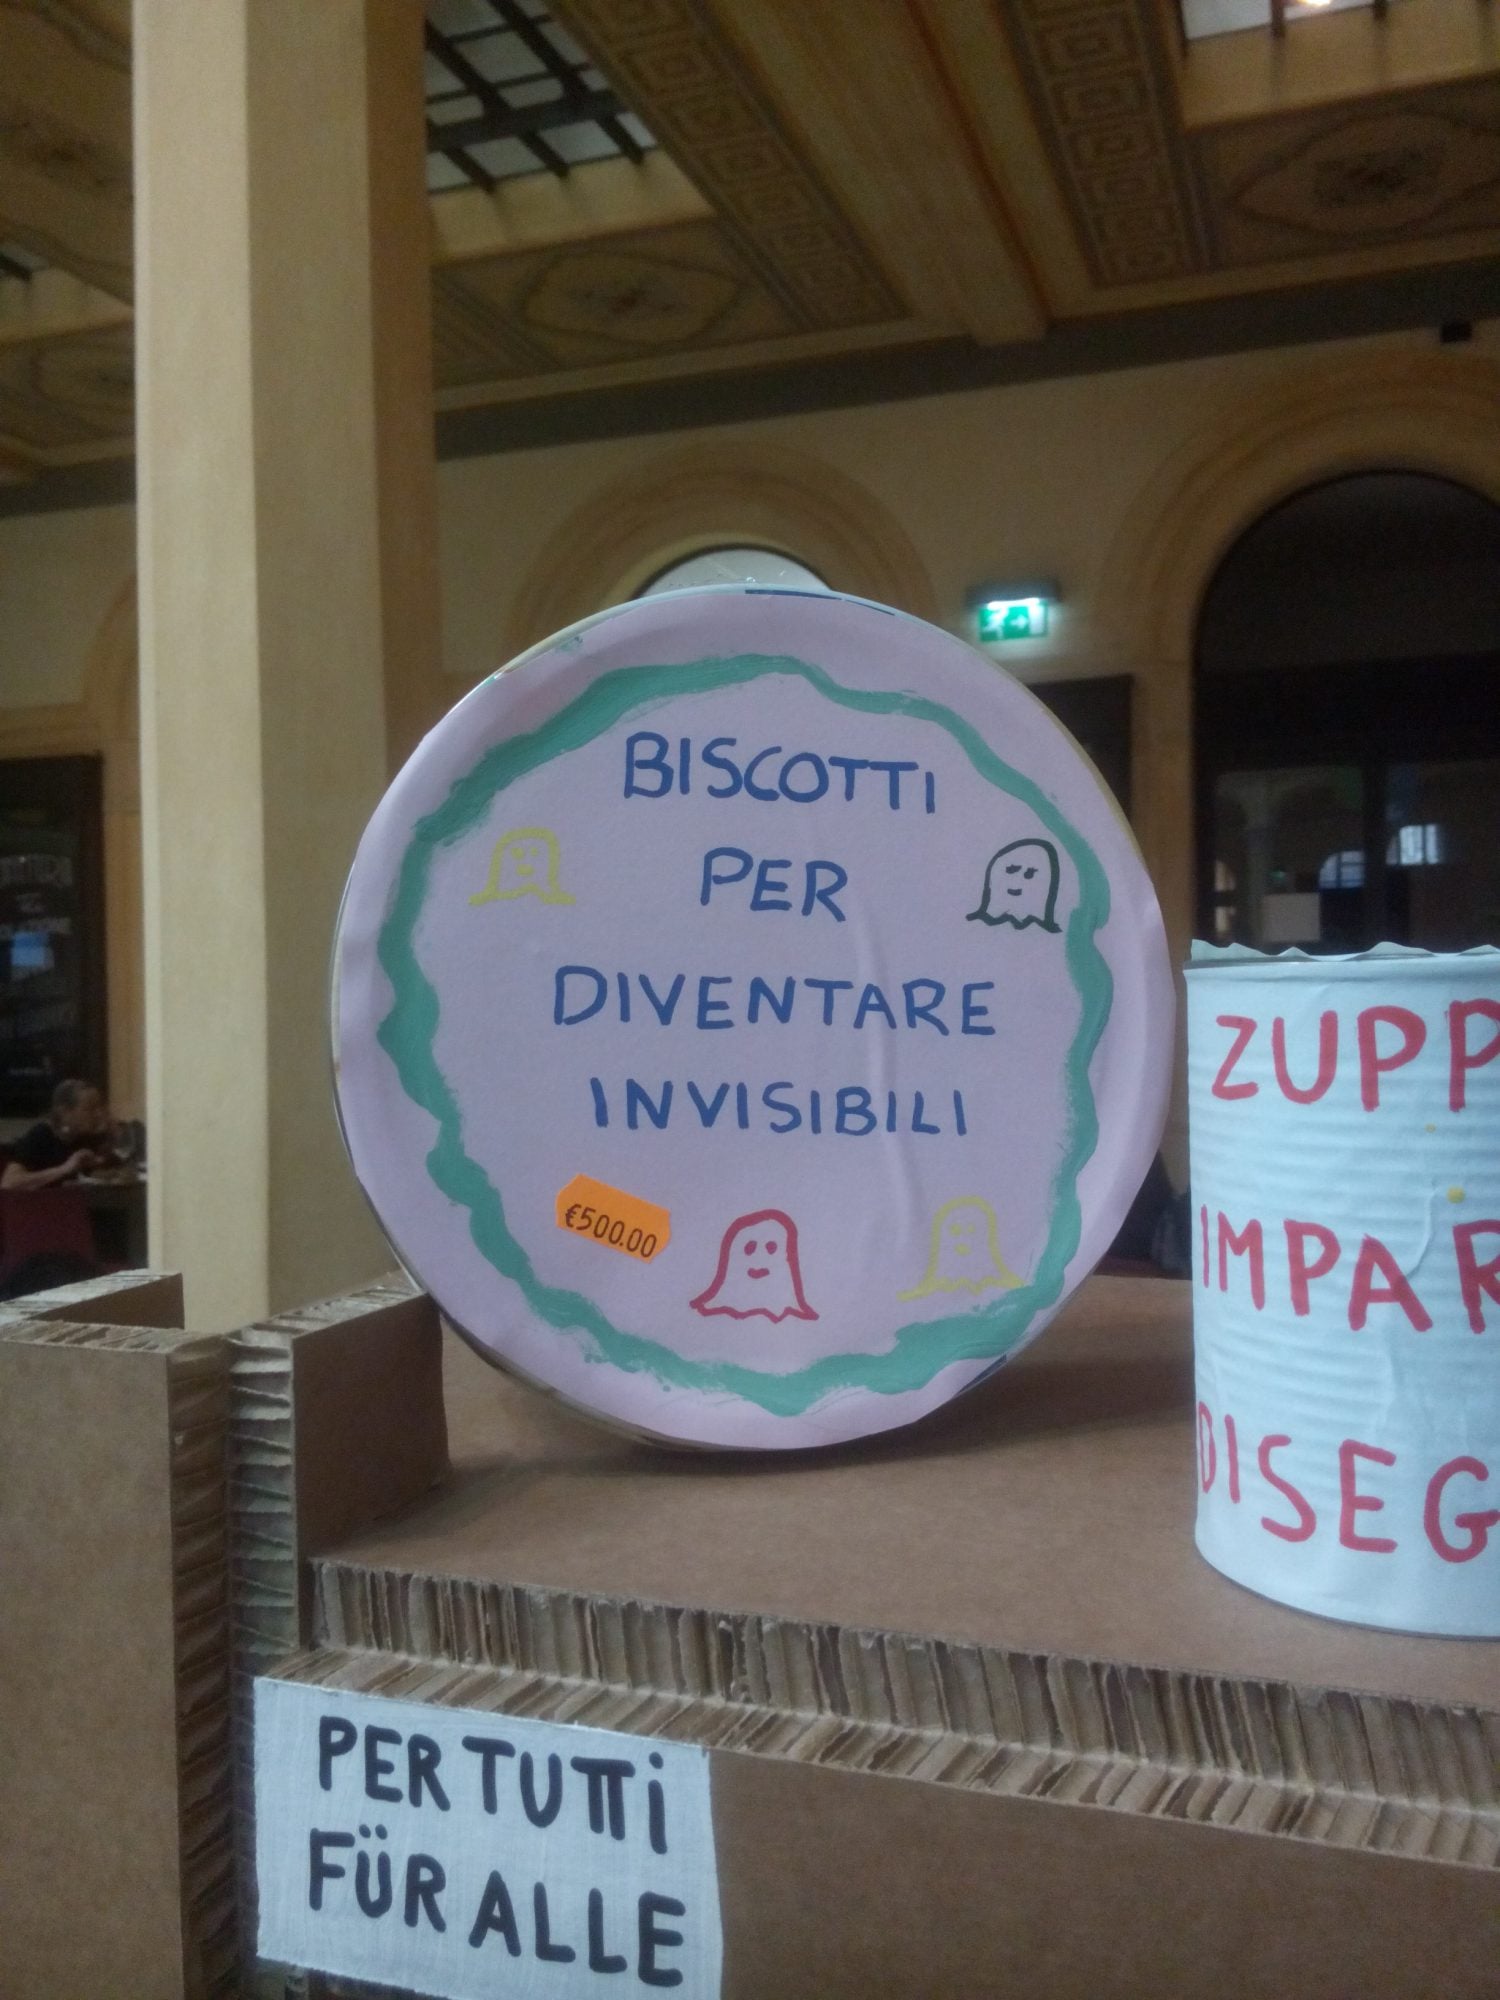 BISCOTTI
PER
DIVENTARE
INVISIBILI
€500.00
ZUPP
IMPAR
DISEG
PER TUTTI
FÜR ALLE